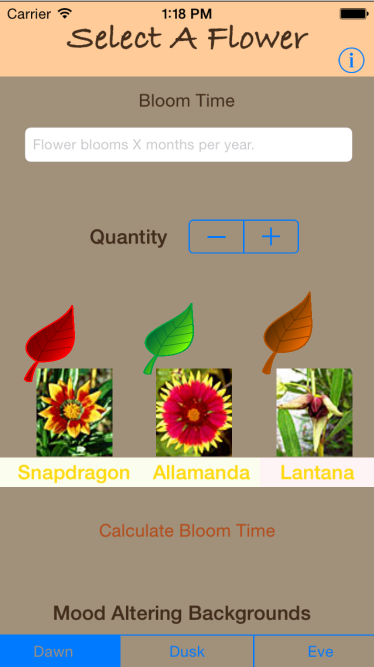 Carrier 1:18 PM
Select A Flower
i
Bloom Time
Flower blooms X months per year.
Quantity − +
Snapdragon Allamanda Lantana
Calculate Bloom Time
Mood Altering Backgrounds
Dawn Dusk Eve